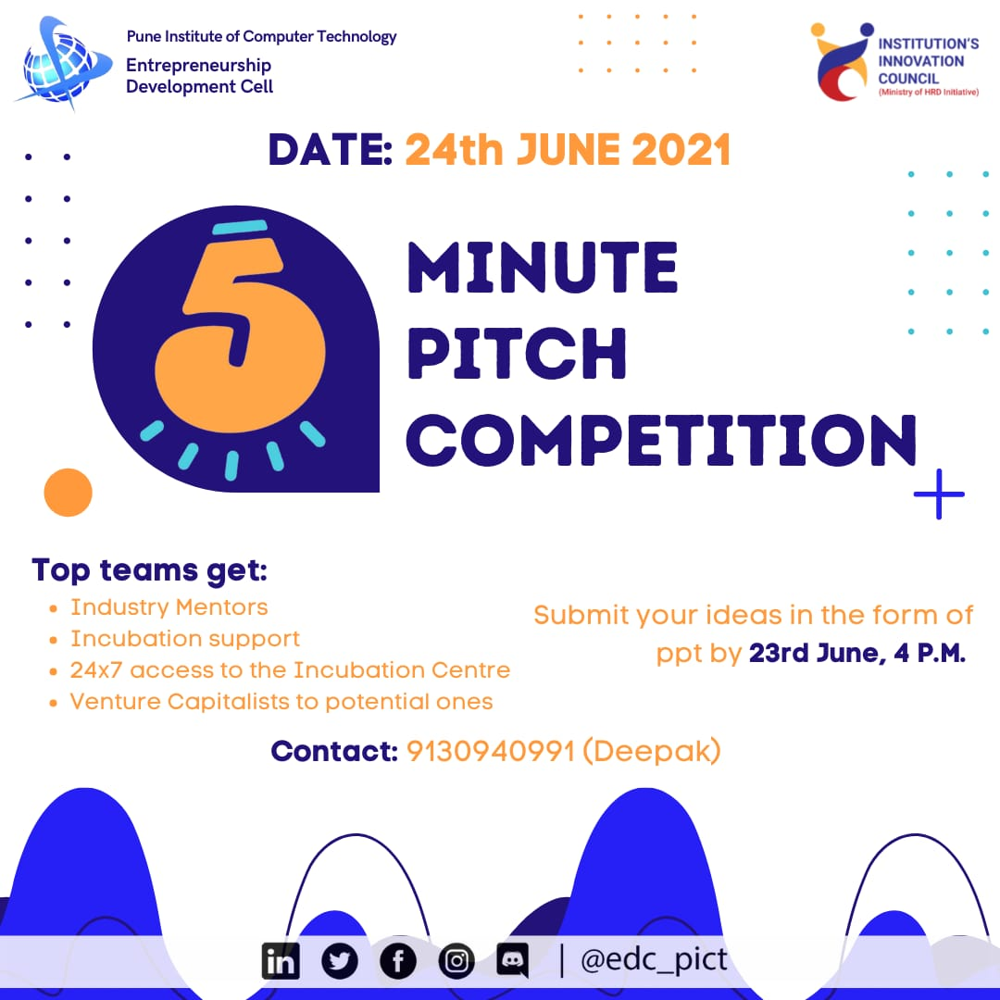 Pune Institute of Computer Technology
Entrepreneurship
Development Cell
INSTITUTION'S
INNOVATION
COUNCIL
(Ministry of HRD Initiative)
DATE: 24th JUNE 2021
5
MINUTE
PITCH
COMPETITION
Top teams get:
• Industry Mentors
• Incubation support
• 24x7 access to the Incubation Centre
• Venture Capitalists to potential ones
Submit your ideas in the form of
ppt by 23rd June, 4 P.M.
Contact: 9130940991 (Deepak)
in | @edc_pict